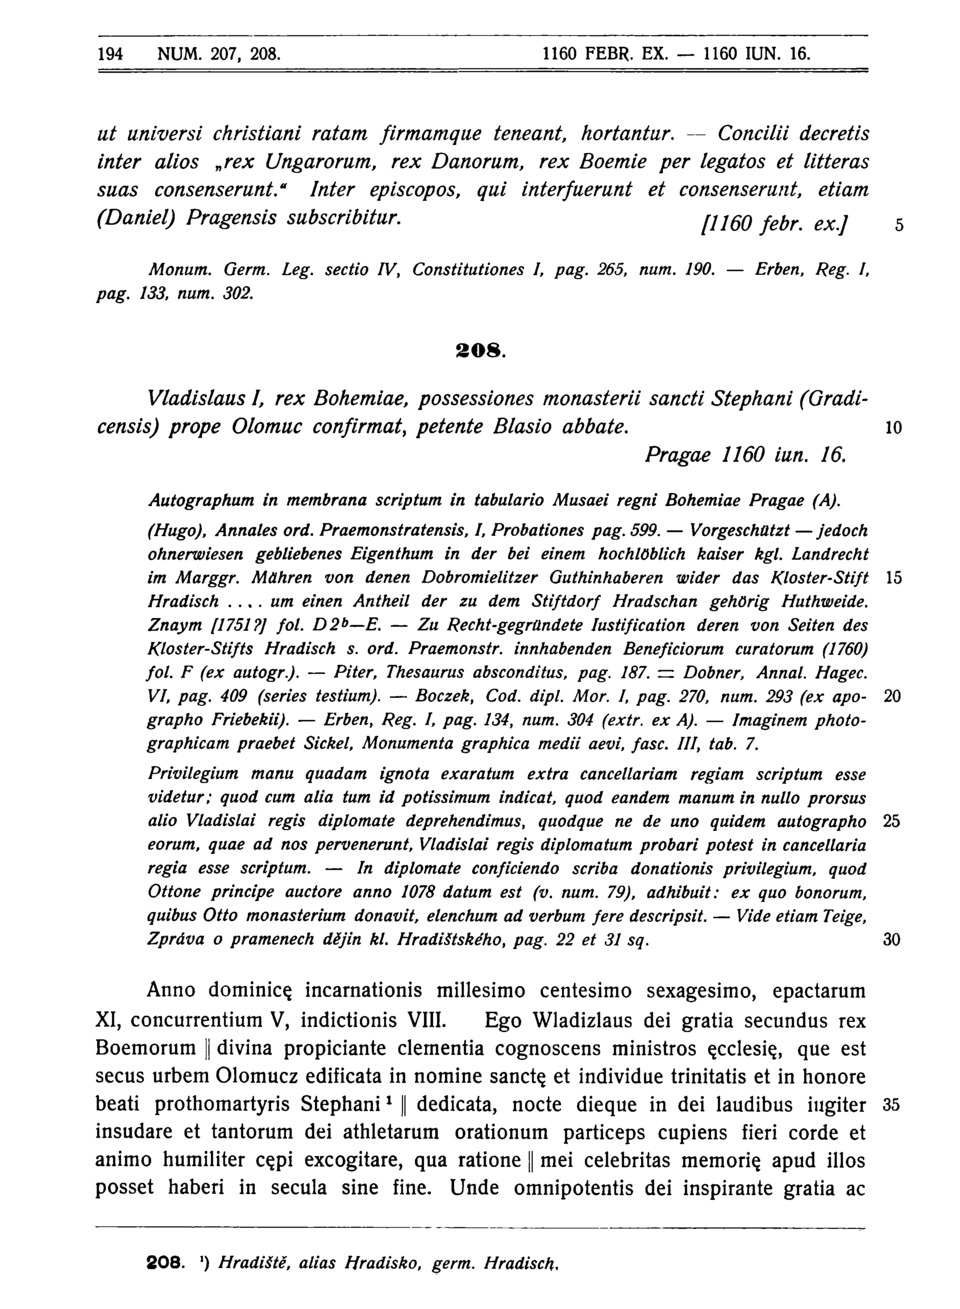 194 NUM. 207, 208. 1160 FEBR. EX. — 1160 IUN. 16.
ut universi christiani ratam firmamque teneant, hortantur. — Concilii decretis
inter alios „rex Ungarorum, rex Danorum, rex Boemie per legatos et litteras
suas consenserunt.“ Inter episcopos, qui interfuerunt et consenserunt, etiam
(Daniel) Pragensis subscribitur. [1160 febr. ex.] 5
Monum. Germ. Leg. sectio IV, Constitutiones I, pag. 265, num. 190. — Erben, Reg. I,
pag. 133, num. 302.
208.
Vladislaus I, rex Bohemiae, possessiones monasterii sancti Stephani (Gradi-
censis) prope Olomuc confirmat, petente Blasio abbate. 10
Pragae 1160 iun. 16.
Autographum in membrana scriptum in tabulario Musaei regni Bohemiae Pragae (A).
(Hugo), Annales ord. Praemonstratensis, I, Probationes pag. 599. — Vorgeschützt — jedoch
ohnerwiesen gebliebenes Eigenthum in der bei einem hochlöblich kaiser kgl. Landrecht
im Marggr. Mähren von denen Dobromielitzer Guthinhaberen wider das Kloster-Stift 15
Hradisch .... um einen Antheil der zu dem Stiftdorf Hradschan gehörig Huthweide.
Znaym [1751?] fol. D2b—E. — Zu Recht-gegründete Iustification deren von Seiten des
Kloster-Stifts Hradisch s. ord. Praemonstr. innhabenden Beneficiorum curatorum (1760)
fol. F (ex autogr.). — Piter, Thesaurus absconditus, pag. 187. = Dobner, Annal. Hagec.
VI, pag. 409 (series testium). — Boczek, Cod. dipl. Mor. I, pag. 270, num. 293 (ex apo- 20
grapho Friebekii). — Erben, Reg. I, pag. 134, num. 304 (extr. ex A). — Imaginem photo-
graphicam praebet Sickel, Monumenta graphica medii aevi, fasc. III, tab. 7.
Privilegium manu quadam ignota exaratum extra cancellariam regiam scriptum esse
videtur; quod cum alia tum id potissimum indicat, quod eandem manum in nullo prorsus
alio Vladislai regis diplomate deprehendimus, quodque ne de uno quidem autographo 25
eorum, quae ad nos pervenerunt, Vladislai regis diplomatum probari potest in cancellaria
regia esse scriptum. — In diplomate conficiendo scriba donationis privilegium, quod
Ottone principe auctore anno 1078 datum est (v. num. 79), adhibuit: ex quo bonorum,
quibus Otto monasterium donavit, elenchum ad verbum fere descripsit. — Vide etiam Teige,
Zpráva o pramenech dějin kl. Hradištského, pag. 22 et 31 sq. 30
Anno dominicę incarnationis millesimo centesimo sexagesimo, epactarum
XI, concurrentium V, indictionis VIII. Ego Wladizlaus dei gratia secundus rex
Boemorum || divina propiciante clementia cognoscens ministros ęcclesię, que est
secus urbem Olomucz edificata in nomine sanctę et individue trinitatis et in honore
beati prothomartyris Stephani¹ || dedicata, nocte dieque in dei laudibus iugiter 35
insudare et tantorum dei athletarum orationum particeps cupiens fieri corde et
animo humiliter cępi excogitare, qua ratione || mei celebritas memorię apud illos
posset haberi in secula sine fine. Unde omnipotentis dei inspirante gratia ac
208. ¹) Hradiště, alias Hradisko, germ. Hradisch.